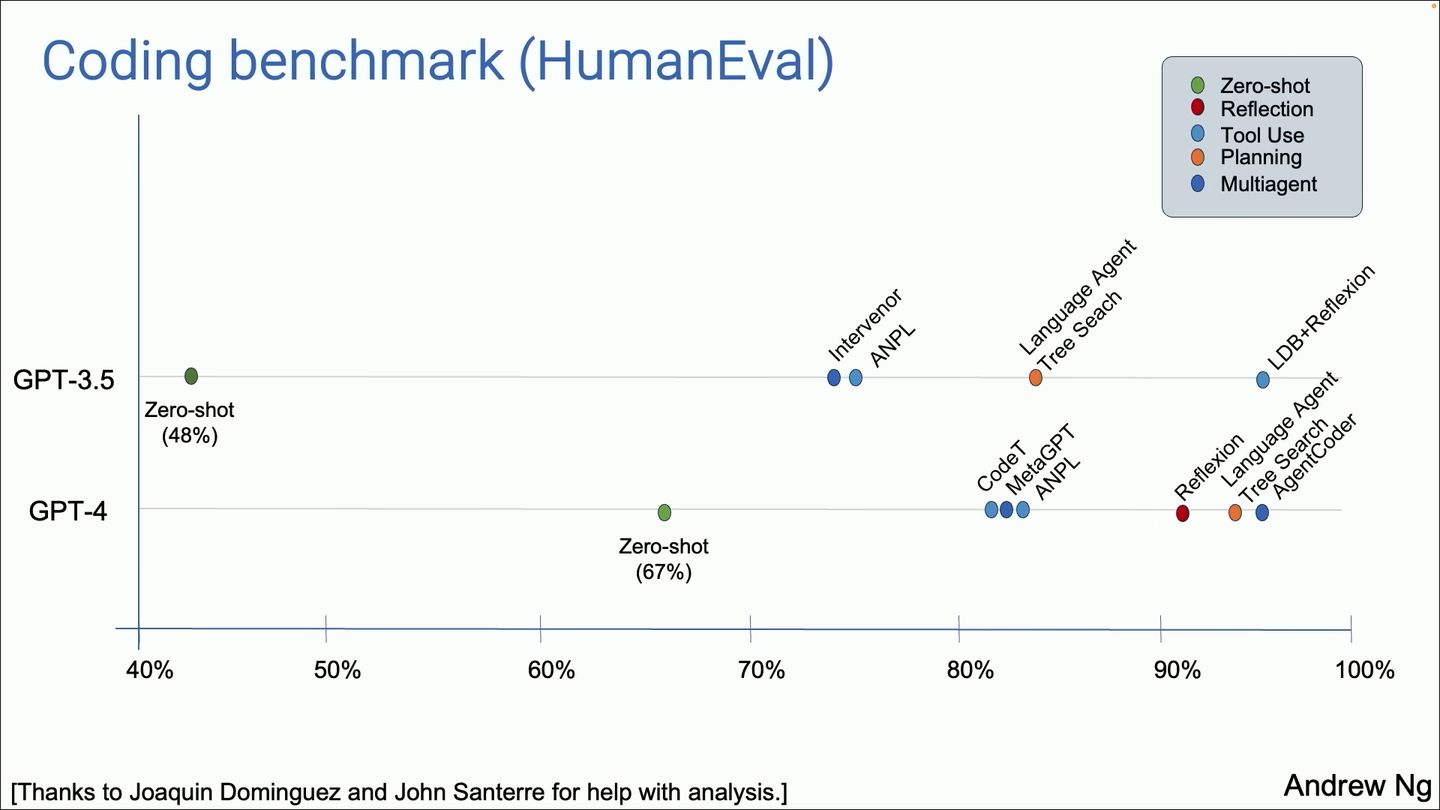 Coding benchmark (HumanEval)
Zero-shot
Reflection
Tool Use
Planning
Multiagent
GPT-3.5
Zero-shot
(48%)
Intervenor
ANPL
Language Agent
Tree Seach
LDB+Reflexion
GPT-4
Zero-shot
(67%)
CodeT
MetaGPT
ANPL
Reflexion
Language Agent
Tree Search
AgentCoder
40%
50%
60%
70%
80%
90%
100%
[Thanks to Joaquin Dominguez and John Santerre for help with analysis.]
Andrew Ng